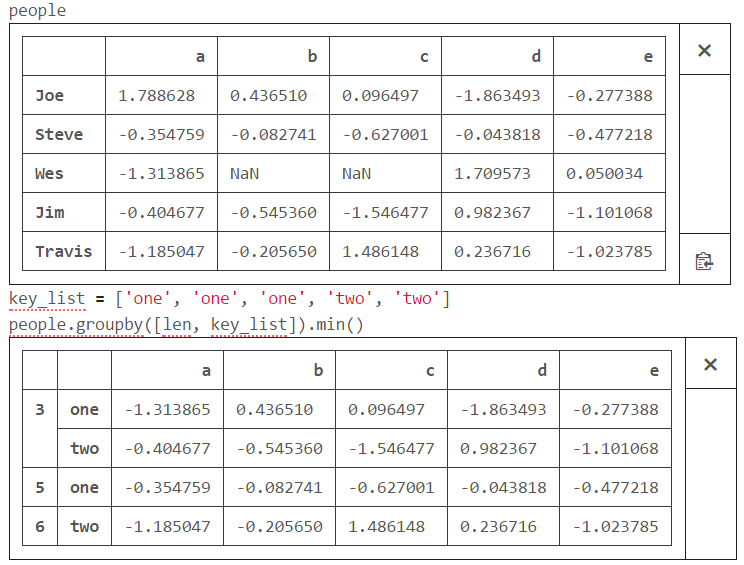 people
a b c d e
Joe 1.788628 0.436510 0.096497 -1.863493 -0.277388
Steve -0.354759 -0.082741 -0.627001 -0.043818 -0.477218
Wes -1.313865 NaN NaN 1.709573 0.050034
Jim -0.404677 -0.545360 -1.546477 0.982367 -1.101068
Travis -1.185047 -0.205650 1.486148 0.236716 -1.023785
key_list = ['one', 'one', 'one', 'two', 'two']
people.groupby([len, key_list]).min()
a b c d e
3 one -1.313865 0.436510 0.096497 -1.863493 -0.277388
two -0.404677 -0.545360 -1.546477 0.982367 -1.101068
5 one -0.354759 -0.082741 -0.627001 -0.043818 -0.477218
6 two -1.185047 -0.205650 1.486148 0.236716 -1.023785